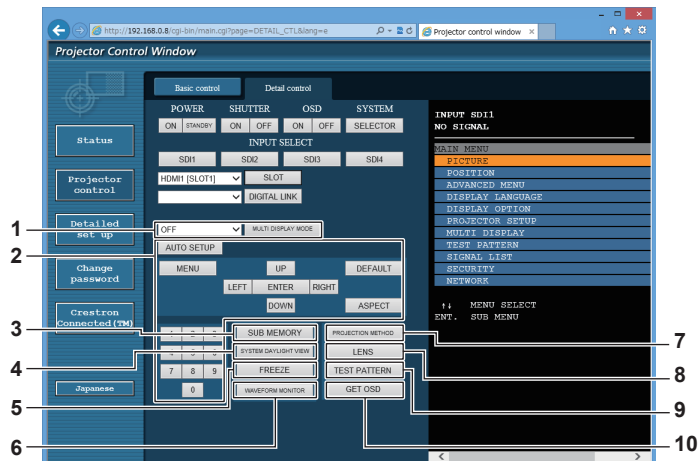 http://192.168.0.8/cgi-bin/main.cgi?page=DETAIL_CTL&lang=e
Projector control window
Projector Control Window
Basic control
Detail control
POWER SHUTTER OSD SYSTEM
ON STANDBY ON OFF ON OFF SELECTOR
INPUT SELECT
SDI1 SDI2 SDI3 SDI4
HDMI1 [SLOT1] SLOT
DIGITAL LINK
OFF MULTI DISPLAY MODE
AUTO SETUP
MENU UP DEFAULT
LEFT ENTER RIGHT
DOWN ASPECT
1 2 3 SUB MEMORY PROJECTION METHOD
4 5 6 SYSTEM DAYLIGHT VIEW LENS
7 8 9 FREEZE TEST PATTERN
0 WAVEFORM MONITOR GET OSD
Status
Projector
control
Detailed
set up
Change
password
Crestron
Connected(TM)
Japanese
INPUT SDI1
NO SIGNAL
MAIN MENU
PICTURE
POSITION
ADVANCED MENU
DISPLAY LANGUAGE
DISPLAY OPTION
PROJECTOR SETUP
MULTI DISPLAY
TEST PATTERN
SIGNAL LIST
SECURITY
NETWORK
↑↓ MENU SELECT
ENT. SUB MENU
1
2
3
4
5
6
7
8
9
10